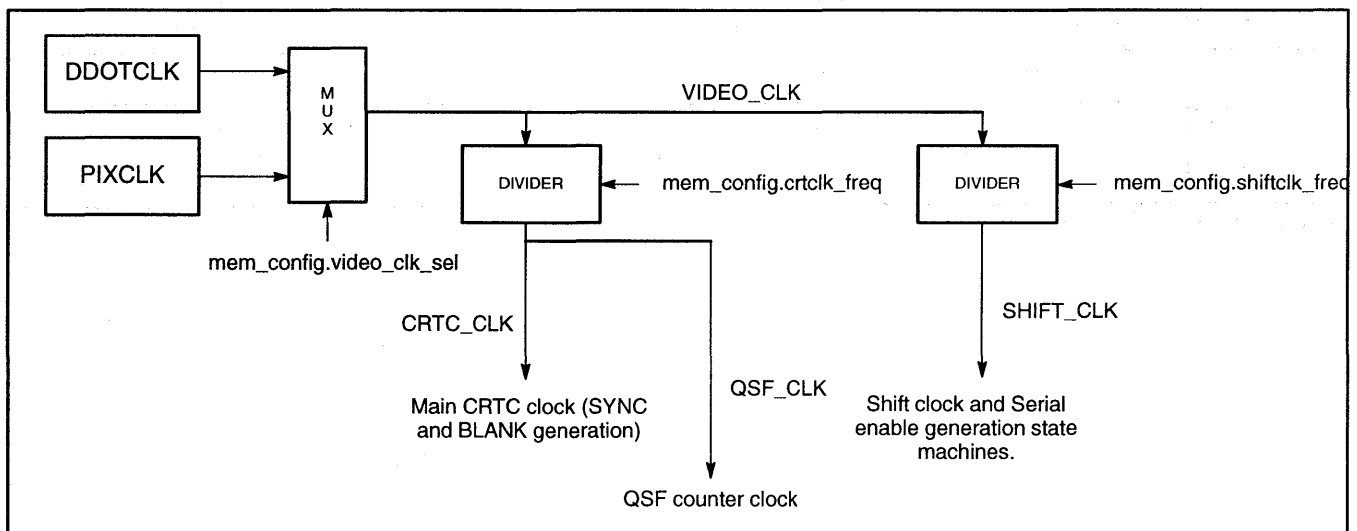 DDOTCLK
PIXCLK
M
U
X
VIDEO_CLK
DIVIDER
mem_config.crtclk_freq
DIVIDER
mem_config.shiftclk_freq
mem_config.video_clk_sel
CRTC_CLK
SHIFT_CLK
QSF_CLK
Main CRTC clock (SYNC
and BLANK generation)
Shift clock and Serial
enable generation state
machines.
QSF counter clock